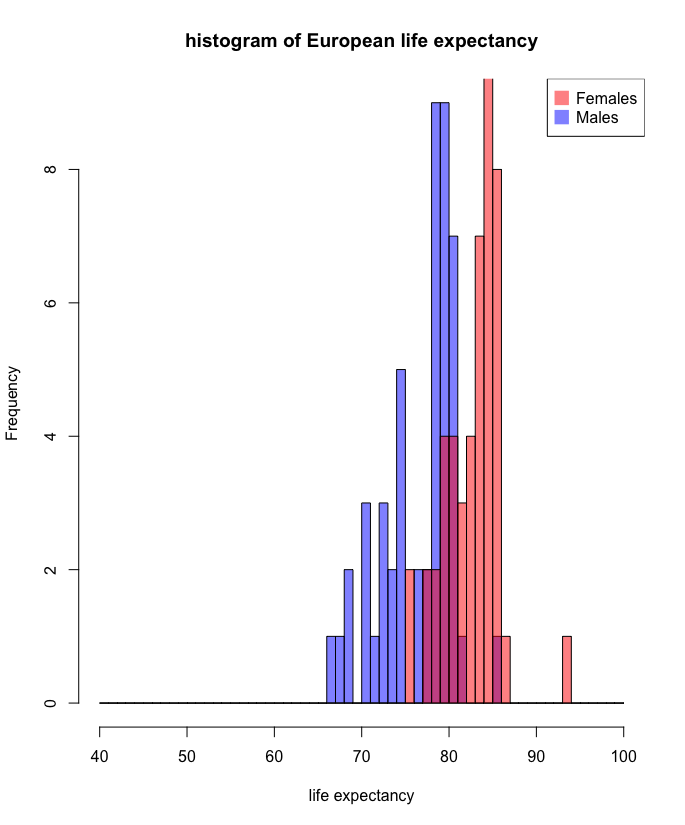 histogram of European life expectancy
Females
Males
Frequency
8
6
4
2
0
40 50 60 70 80 90 100
life expectancy